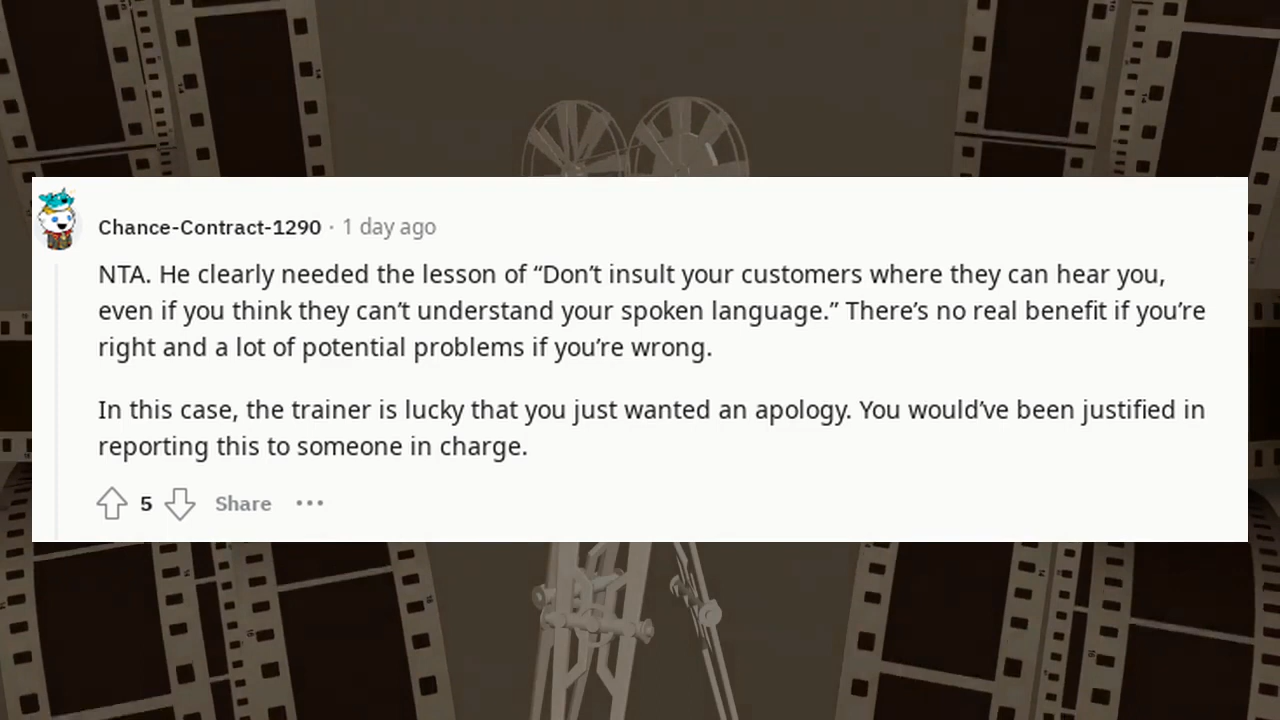 Chance-Contract-1290 · 1 day ago
NTA. He clearly needed the lesson of “Don’t insult your customers where they can hear you,
even if you think they can’t understand your spoken language.” There’s no real benefit if you’re
right and a lot of potential problems if you’re wrong.
In this case, the trainer is lucky that you just wanted an apology. You would’ve been justified in
reporting this to someone in charge.
5 Share ···